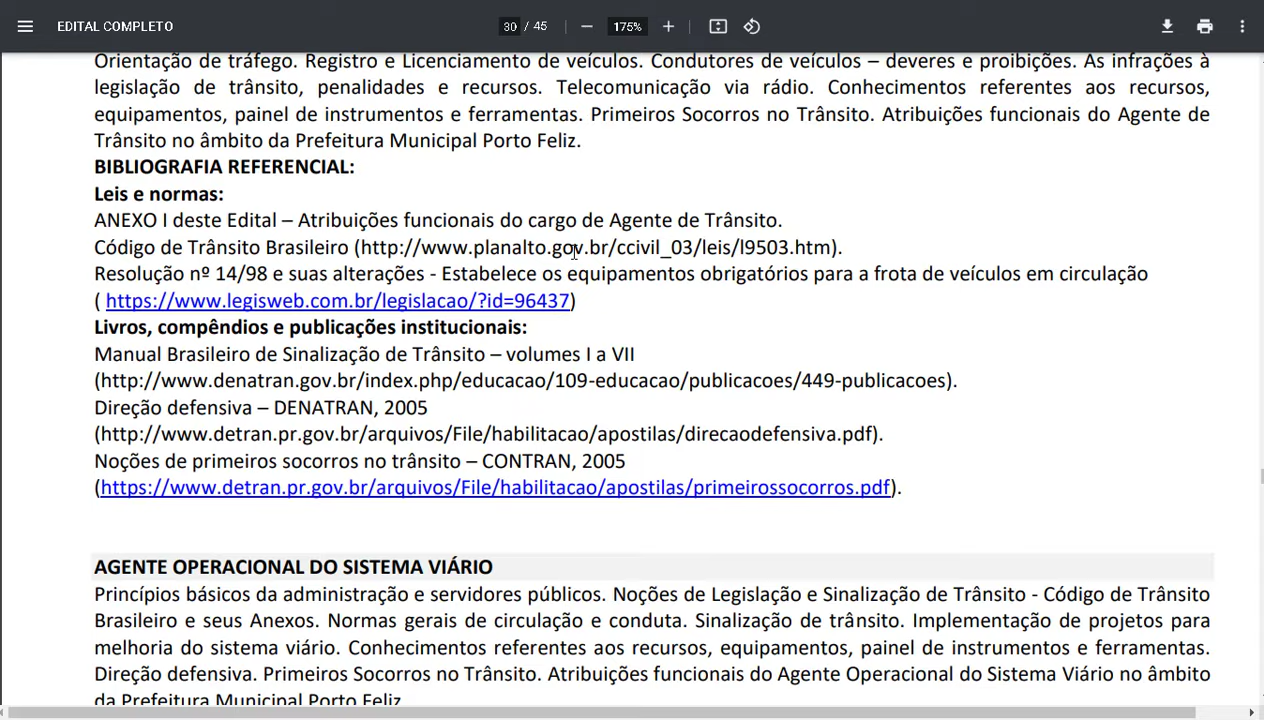 EDITAL COMPLETO
30 / 45
175%
Orientação de tráfego. Registro e Licenciamento de veículos. Condutores de veículos – deveres e proibições. As infrações à
legislação de trânsito, penalidades e recursos. Telecomunicação via rádio. Conhecimentos referentes aos recursos,
equipamentos, painel de instrumentos e ferramentas. Primeiros Socorros no Trânsito. Atribuições funcionais do Agente de
Trânsito no âmbito da Prefeitura Municipal Porto Feliz.
BIBLIOGRAFIA REFERENCIAL:
Leis e normas:
ANEXO I deste Edital – Atribuições funcionais do cargo de Agente de Trânsito.
Código de Trânsito Brasileiro (http://www.planalto.gov.br/ccivil_03/leis/l9503.htm).
Resolução nº 14/98 e suas alterações - Estabelece os equipamentos obrigatórios para a frota de veículos em circulação
( https://www.legisweb.com.br/legislacao/?id=96437)
Livros, compêndios e publicações institucionais:
Manual Brasileiro de Sinalização de Trânsito – volumes I a VII
(http://www.denatran.gov.br/index.php/educacao/109-educacao/publicacoes/449-publicacoes).
Direção defensiva – DENATRAN, 2005
(http://www.detran.pr.gov.br/arquivos/File/habilitacao/apostilas/direcaodefensiva.pdf).
Noções de primeiros socorros no trânsito – CONTRAN, 2005
(https://www.detran.pr.gov.br/arquivos/File/habilitacao/apostilas/primeirossocorros.pdf).
AGENTE OPERACIONAL DO SISTEMA VIÁRIO
Princípios básicos da administração e servidores públicos. Noções de Legislação e Sinalização de Trânsito - Código de Trânsito
Brasileiro e seus Anexos. Normas gerais de circulação e conduta. Sinalização de trânsito. Implementação de projetos para
melhoria do sistema viário. Conhecimentos referentes aos recursos, equipamentos, painel de instrumentos e ferramentas.
Direção defensiva. Primeiros Socorros no Trânsito. Atribuições funcionais do Agente Operacional do Sistema Viário no âmbito
da Prefeitura Municipal Porto Feliz.